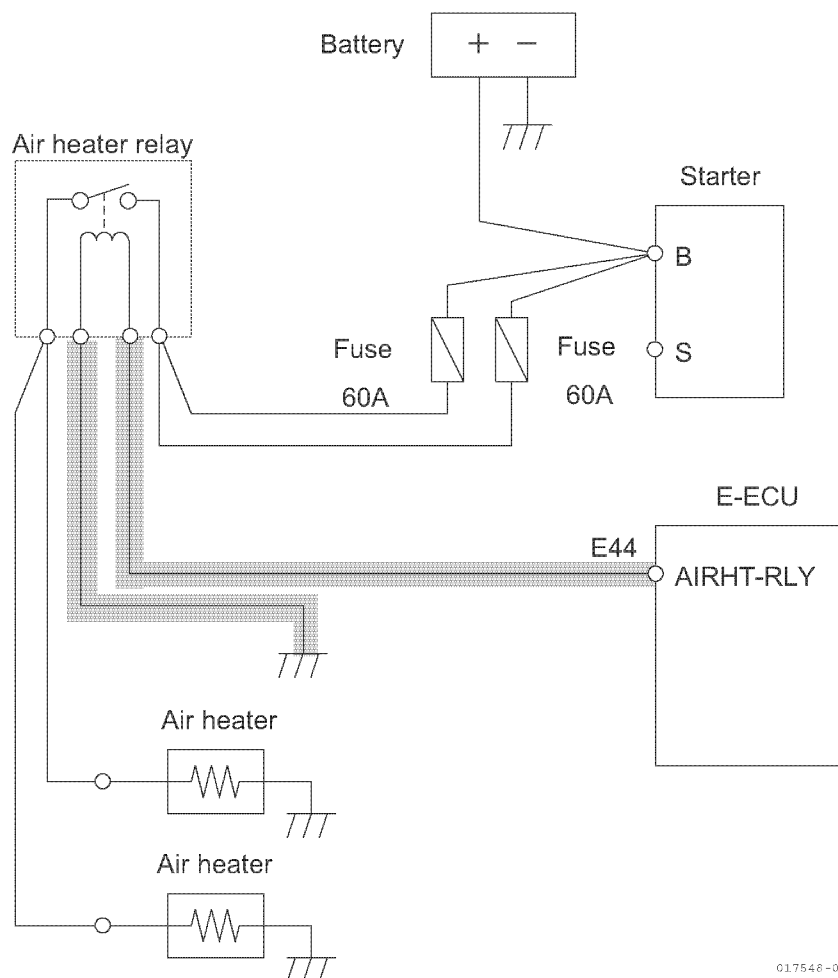 Battery
+ −
Air heater relay
Starter
B
S
Fuse
60A
Fuse
60A
E-ECU
E44
AIRHT-RLY
Air heater
Air heater
017548-0